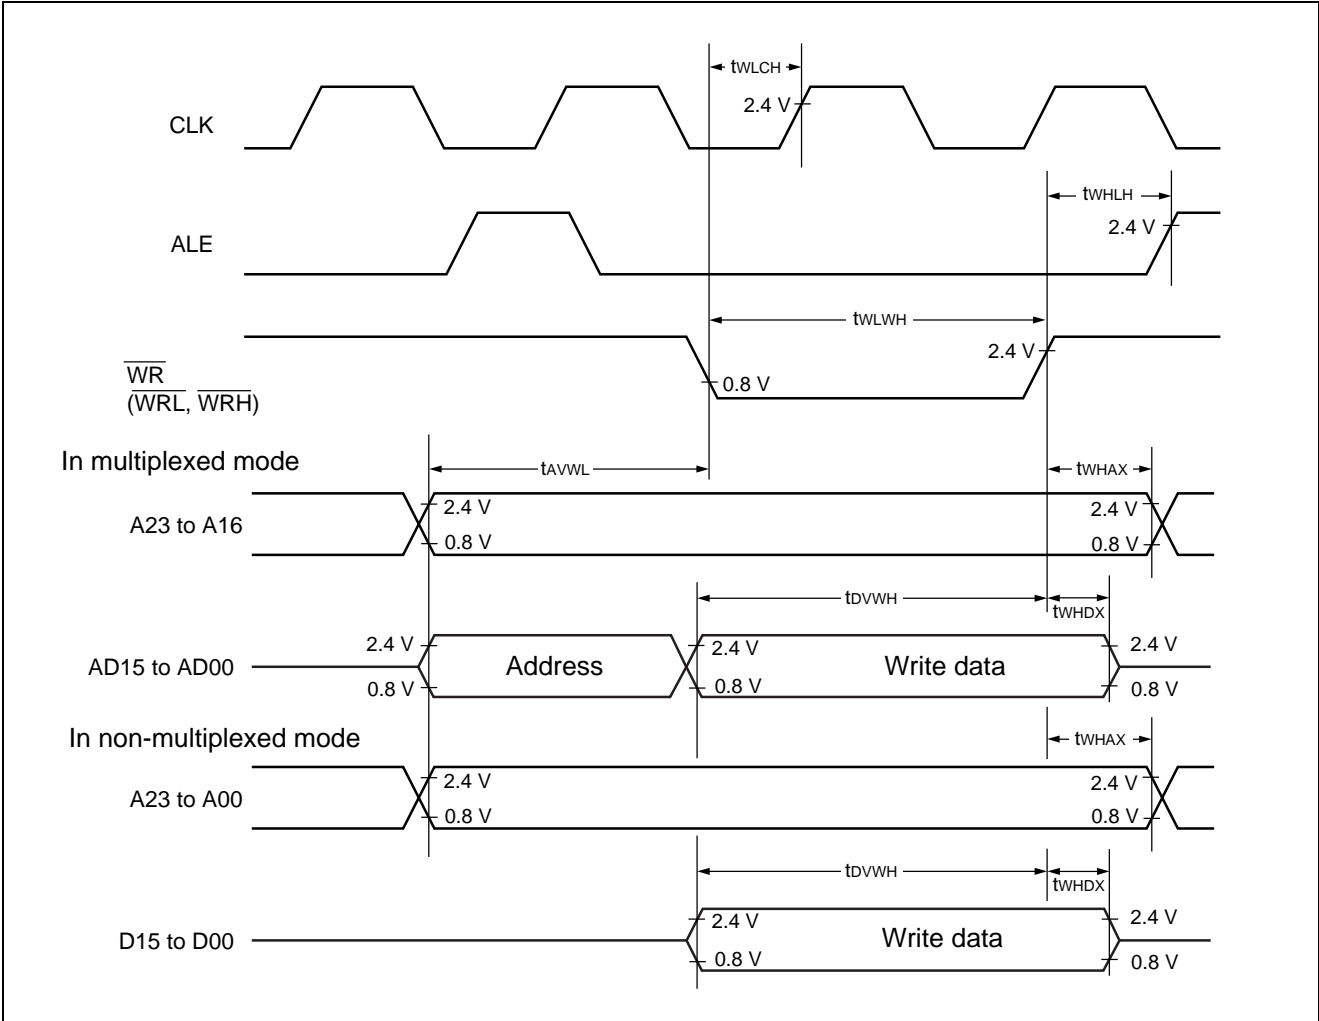 tWLCH
2.4 V
CLK
tWHLH
2.4 V
ALE
tWLWH
2.4 V
0.8 V
WR
(WRL, WRH)
In multiplexed mode
tAVWL
tWHAX
2.4 V
2.4 V
A23 to A16
0.8 V
0.8 V
tDVWH
tWHDX
2.4 V
2.4 V
2.4 V
AD15 to AD00
Address
Write data
0.8 V
0.8 V
0.8 V
In non-multiplexed mode
tWHAX
2.4 V
2.4 V
A23 to A00
0.8 V
0.8 V
tDVWH
tWHDX
2.4 V
2.4 V
D15 to D00
Write data
0.8 V
0.8 V